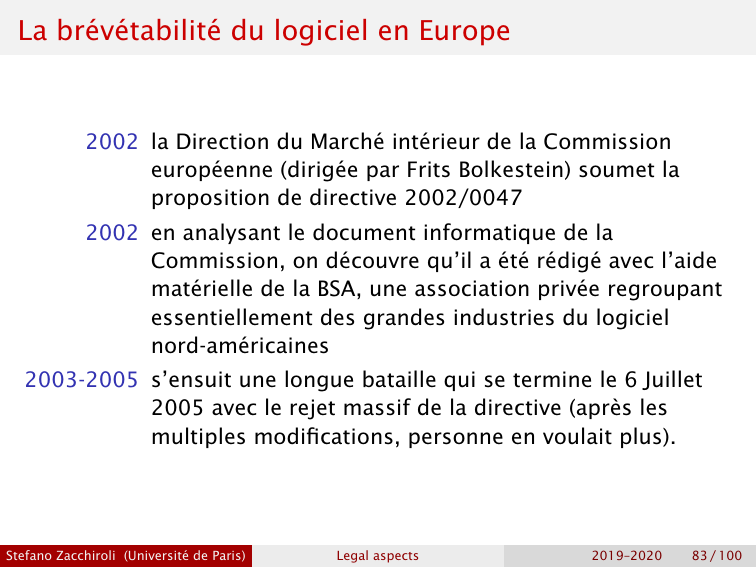 La brévétabilité du logiciel en Europe
2002 la Direction du Marché intérieur de la Commission
européenne (dirigée par Frits Bolkestein) soumet la
proposition de directive 2002/0047
2002 en analysant le document informatique de la
Commission, on découvre qu’il a été rédigé avec l’aide
matérielle de la BSA, une association privée regroupant
essentiellement des grandes industries du logiciel
nord-américaines
2003-2005 s’ensuit une longue bataille qui se termine le 6 Juillet
2005 avec le rejet massif de la directive (après les
multiples modifications, personne en voulait plus).
Stefano Zacchiroli (Université de Paris) Legal aspects 2019–2020 83 / 100